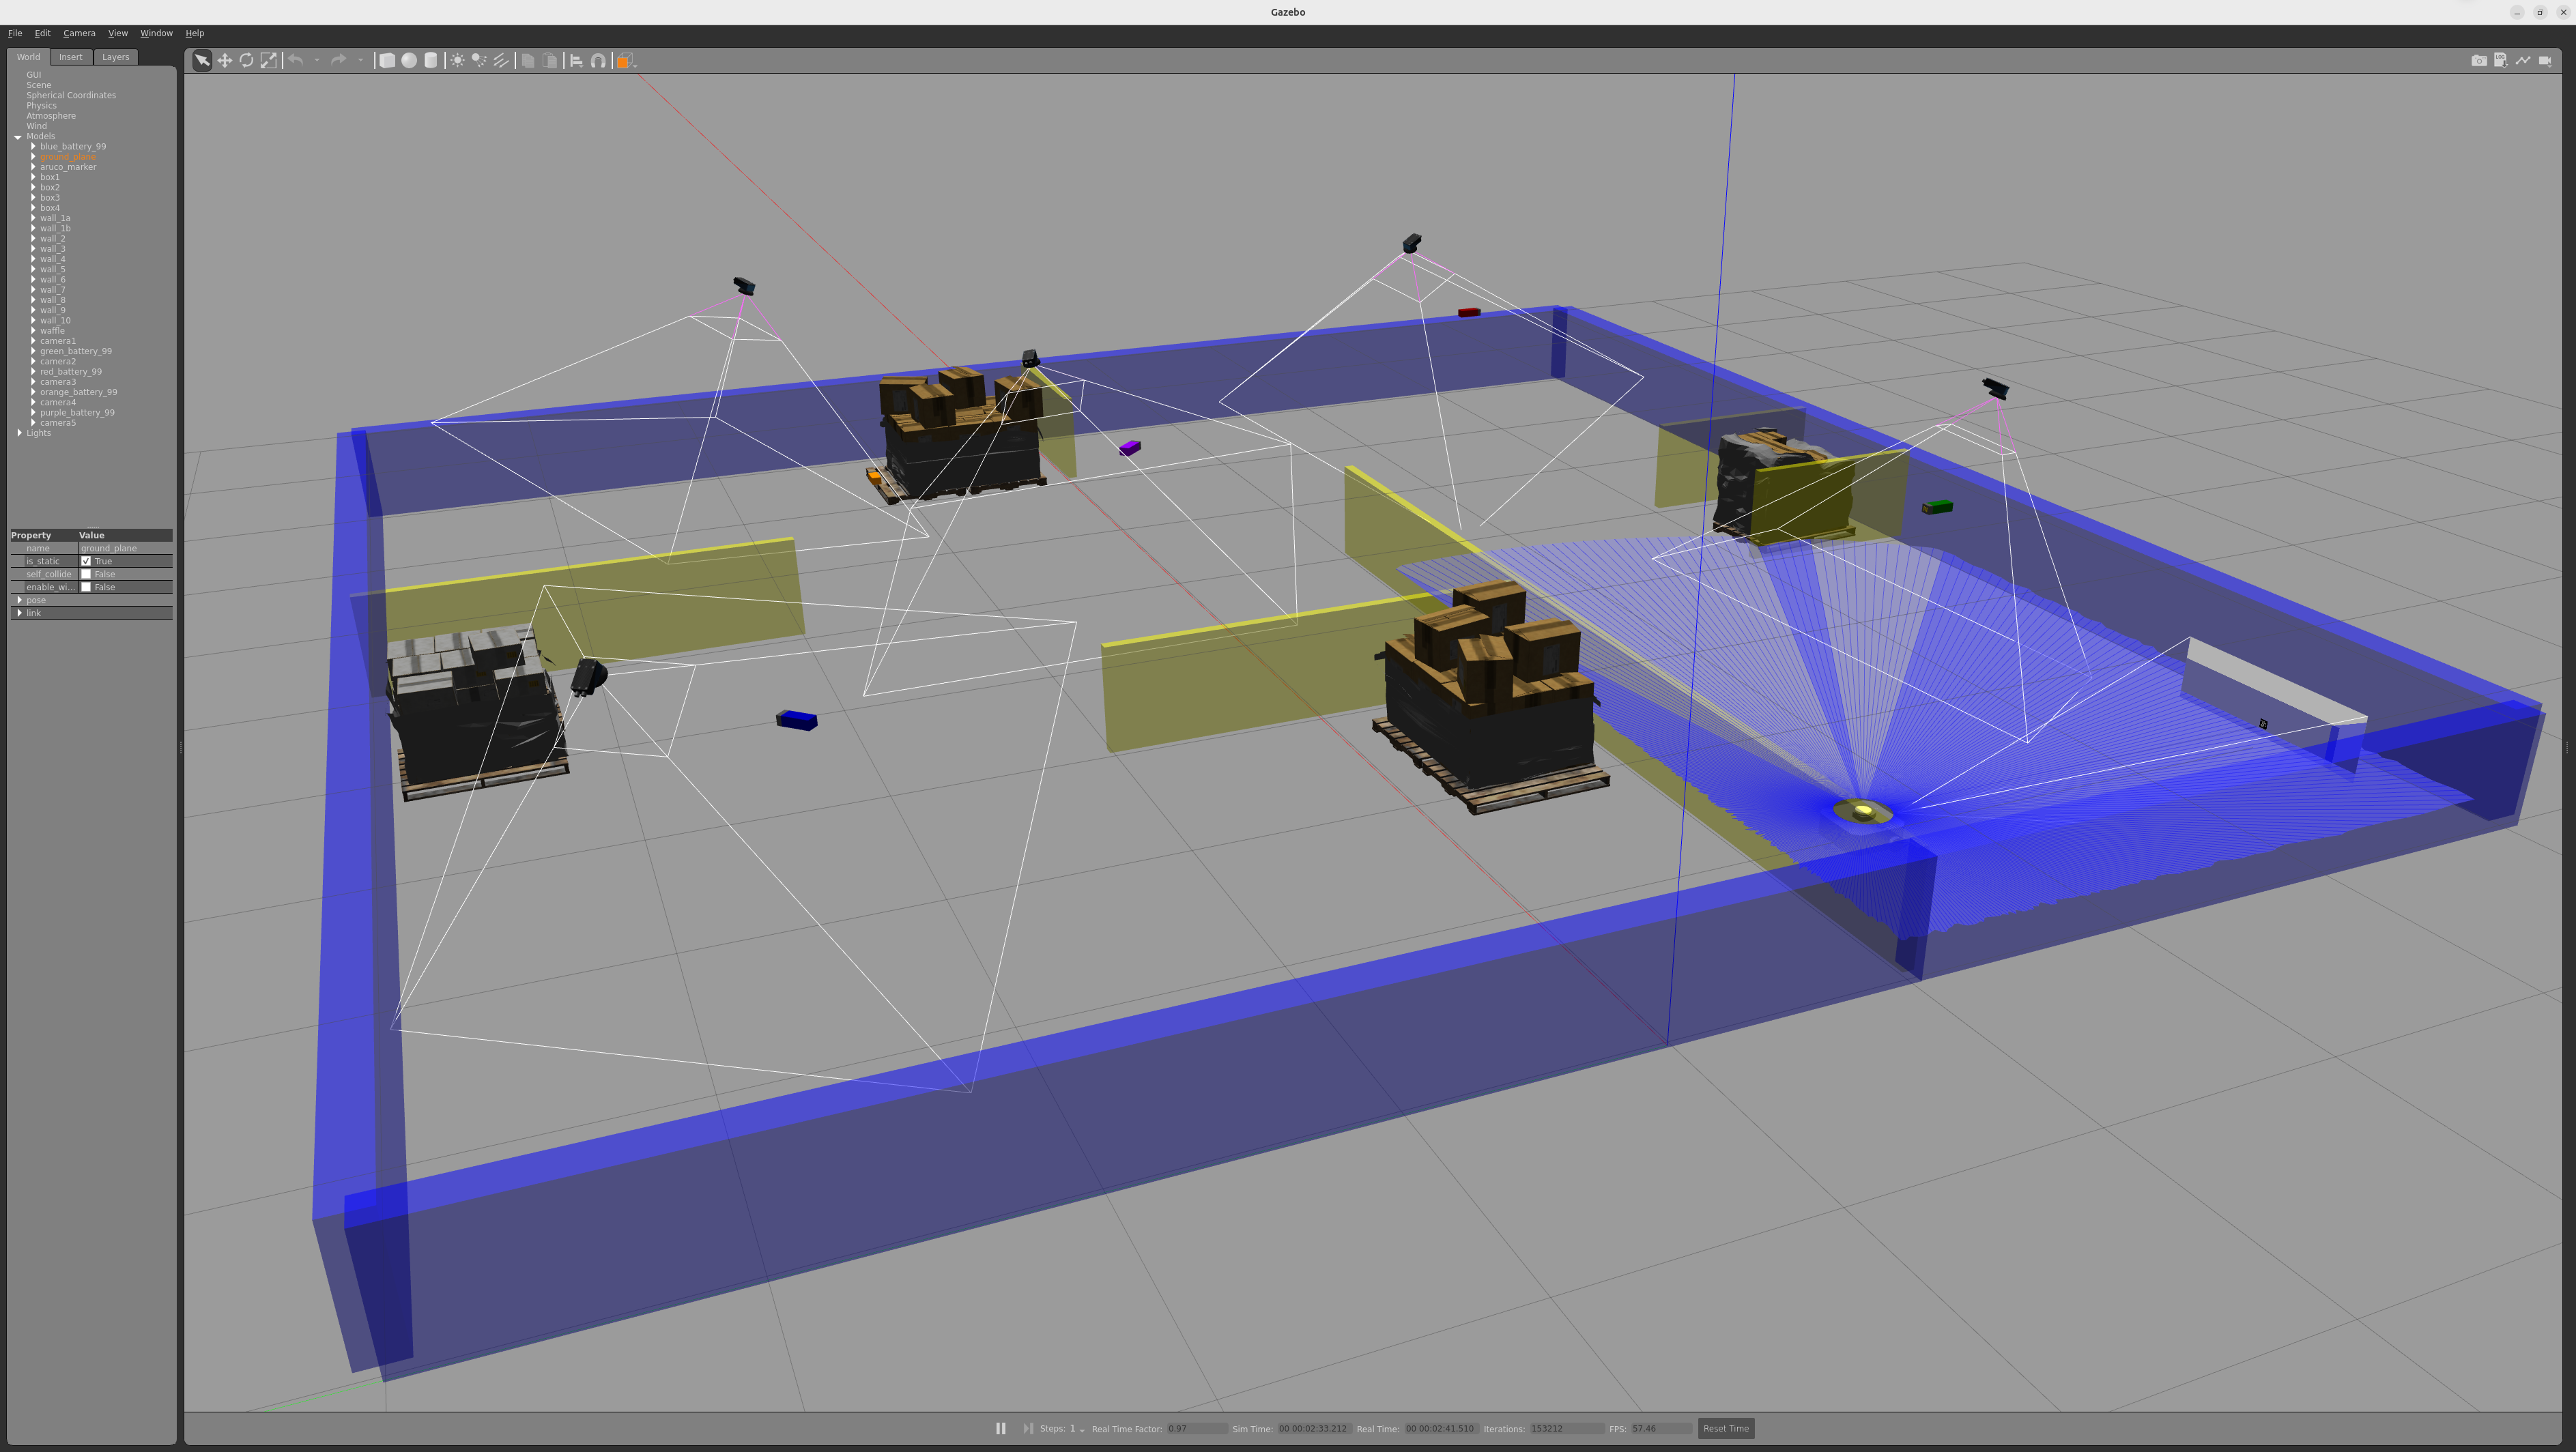 Gazebo
File Edit Camera View Window Help
World Insert Layers
GUI
Scene
Spherical Coordinates
Physics
Atmosphere
Wind
Models
blue_battery_99
ground_plane
aruco_marker
box1
box2
box3
box4
wall_1a
wall_1b
wall_2
wall_3
wall_4
wall_5
wall_6
wall_7
wall_8
wall_9
wall_10
waffle
camera1
green_battery_99
camera2
red_battery_99
camera3
orange_battery_99
camera4
purple_battery_99
camera5
Lights
Property Value
name ground_plane
is_static True
self_collide False
enable_wi... False
pose
link
Steps: 1 Real Time Factor: 0.97 Sim Time: 00 00:02:33.212 Real Time: 00 00:02:41.510 Iterations: 153212 FPS: 57.46 Reset Time